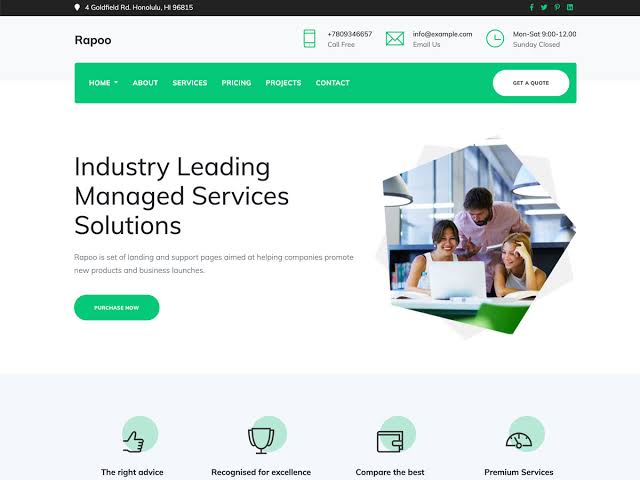 4 Goldfield Rd. Honolulu, HI 96815
Rapoo
+7809346657
Call Free
info@example.com
Email Us
Mon-Sat 9:00-12.00
Sunday Closed
HOME
ABOUT
SERVICES
PRICING
PROJECTS
CONTACT
GET A QUOTE
Industry Leading
Managed Services
Solutions
Rapoo is set of landing and support pages aimed at helping companies promote
new products and business launches.
PURCHASE NOW
The right advice
Recognised for excellence
Compare the best
Premium Services